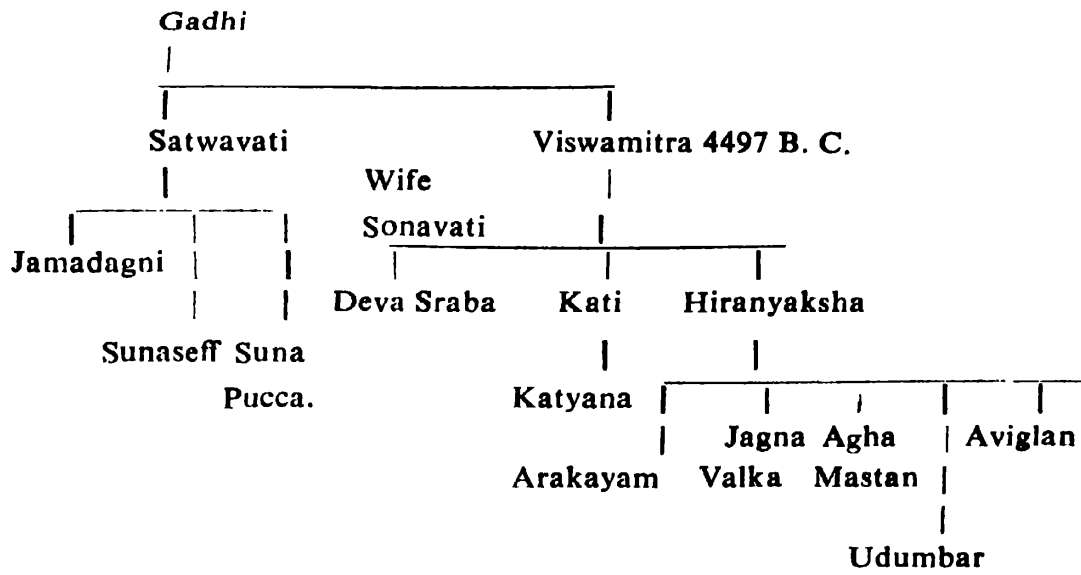 Gadhi
Satwavati Viswamitra 4497 B. C.
Wife
Sonavati
Jamadagni
Deva Sraba Kati Hiranyaksha
Sunaseff Suna
Pucca. Katyana
Jagna Agha Aviglan
Arakayam Valka Mastan
Udumbar